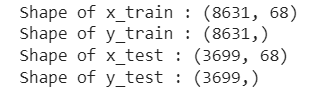 Shape of x_train : (8631, 68)
Shape of y_train : (8631,)
Shape of x_test : (3699, 68)
Shape of y_test : (3699,)